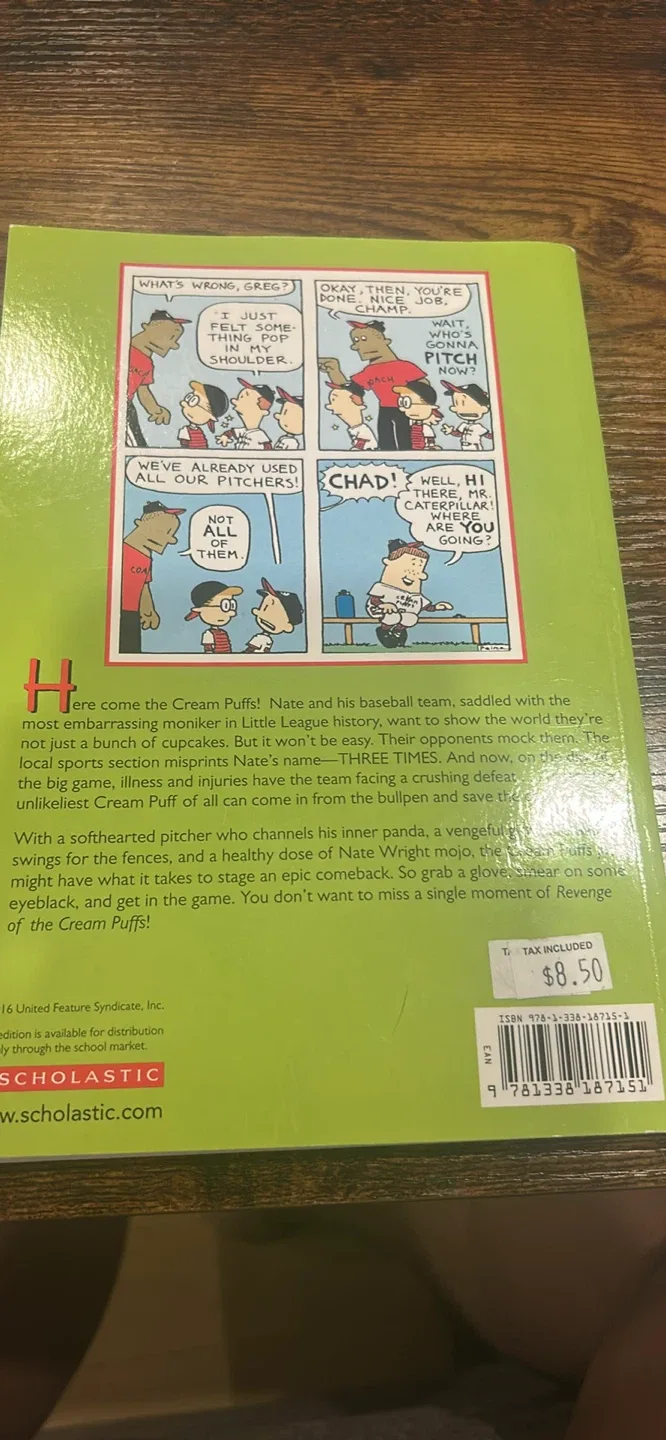 WHAT'S WRONG, GREG?
I JUST
FELT SOME-
THING POP
IN MY
SHOULDER.
OKAY, THEN, YOU'RE
DONE. NICE JOB,
CHAMP.
WAIT,
WHO'S
GONNA
PITCH
NOW?
OACH
WE'VE ALREADY USED
ALL OUR PITCHERS!
NOT
ALL
OF
THEM.
COA
CHAD!
WELL, HI
THERE, MR.
CATERPILLAR!
WHERE
ARE YOU
GOING?
CREAM
PUFFS
Peirce
Here come the Cream Puffs! Nate and his baseball team, saddled with the
most embarrassing moniker in Little League history, want to show the world they're
not just a bunch of cupcakes. But it won't be easy. Their opponents mock them. The
local sports section misprints Nate's name—THREE TIMES. And now, on the
the big game, illness and injuries have the team facing a crushing defeat
unlikeliest Cream Puff of all can come in from the bullpen and save the
With a softhearted pitcher who channels his inner panda, a vengeful
swings for the fences, and a healthy dose of Nate Wright mojo, the Cream Puffs
might have what it takes to stage an epic comeback. So grab a glove, smear on some
eyeblack, and get in the game. You don't want to miss a single moment of Revenge
of the Cream Puffs!
TAX INCLUDED
$8.50
16 United Feature Syndicate, Inc.
edition is available for distribution
ly through the school market.
SCHOLASTIC
w.scholastic.com
ISBN 978-1-338-18715-1
EAN
9 781338 187151